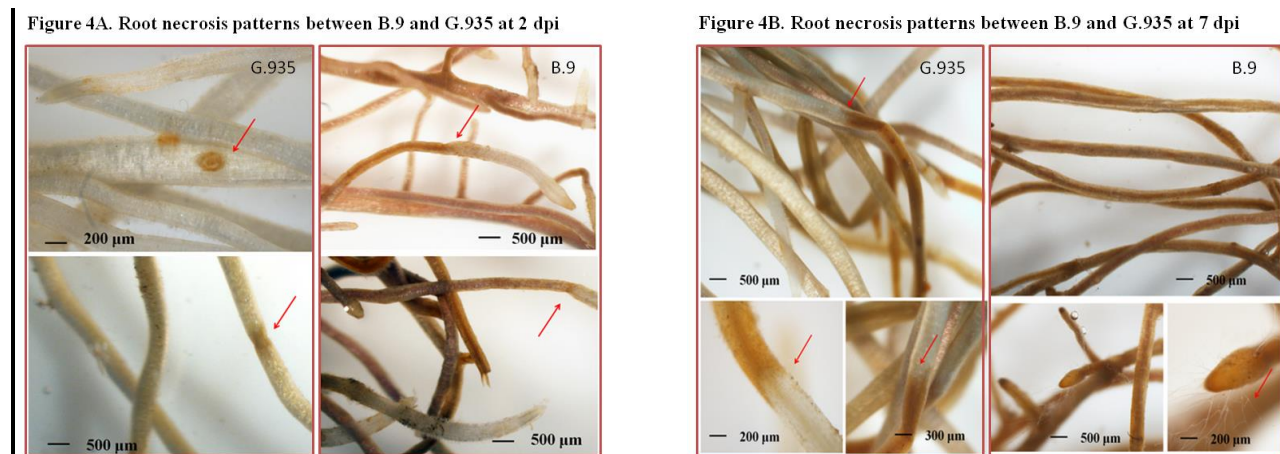 Figure 4A. Root necrosis patterns between B.9 and G.935 at 2 dpi
G.935
200 µm
B.9
500 µm
500 µm
500 µm
Figure 4B. Root necrosis patterns between B.9 and G.935 at 7 dpi
G.935
500 µm
B.9
500 µm
200 µm
300 µm
500 µm
200 µm